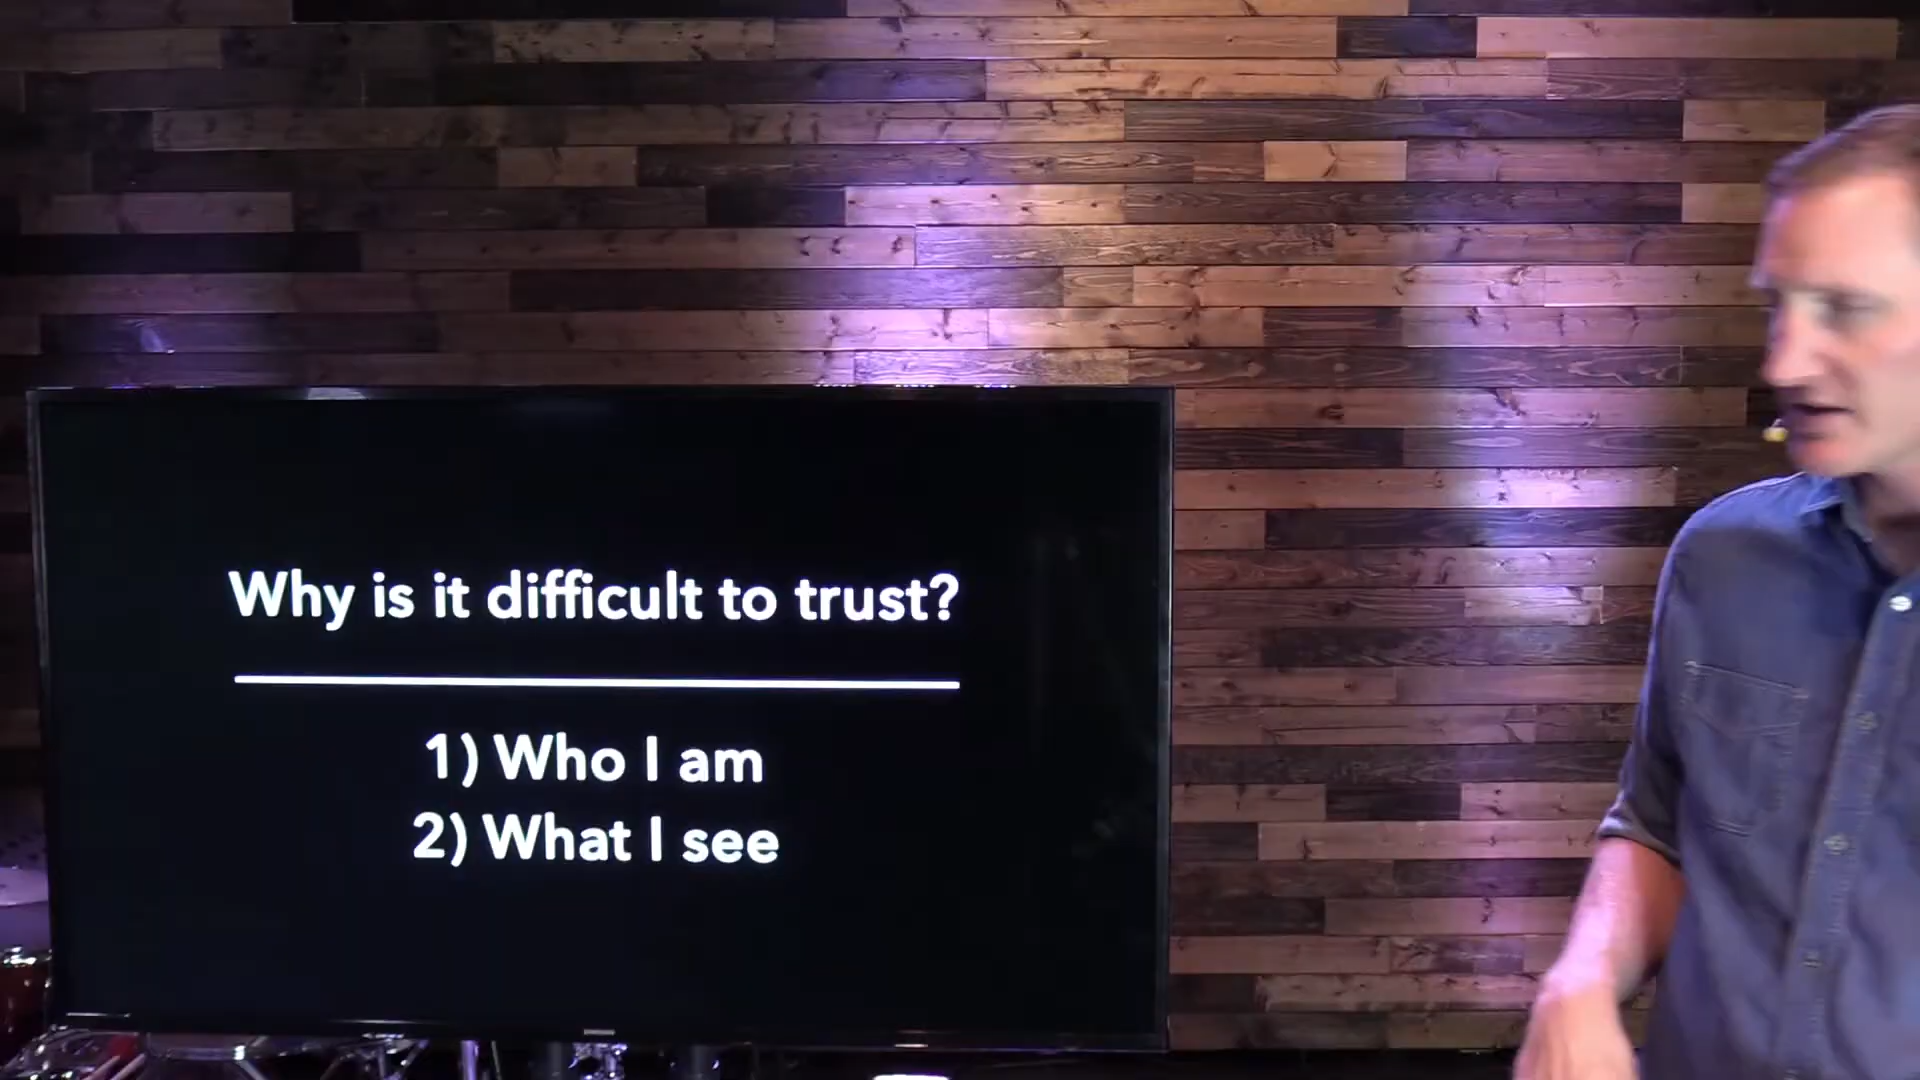 Why is it difficult to trust?
1) Who I am
2) What I see